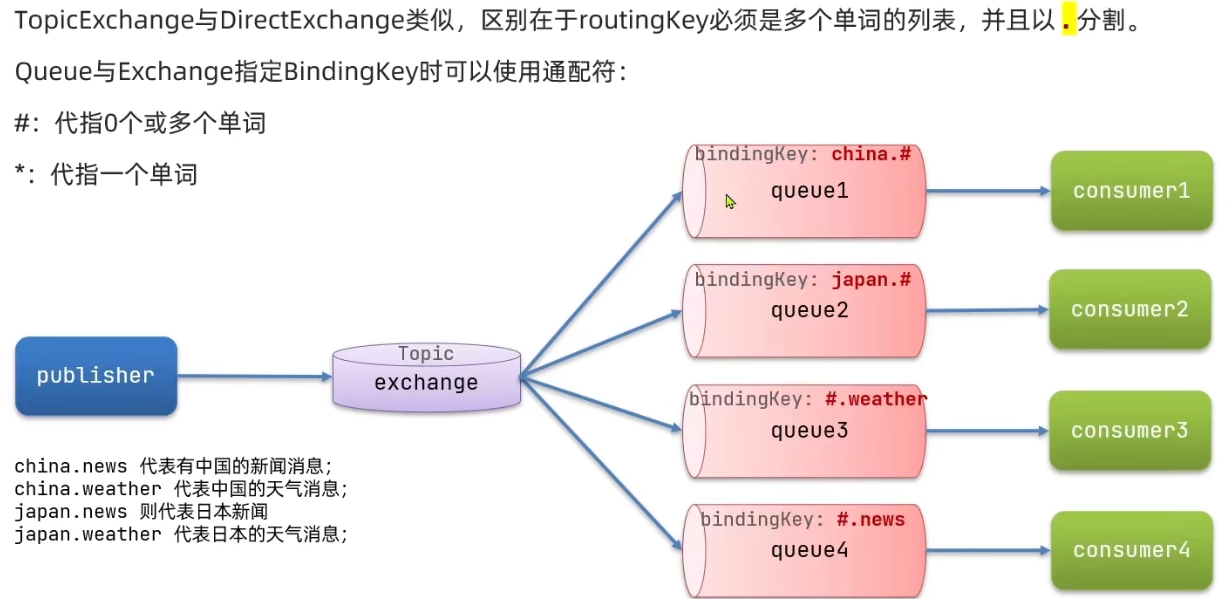 TopicExchange与DirectExchange类似，区别在于routingKey必须是多个单词的列表，并且以 . 分割。
Queue与Exchange指定BindingKey时可以使用通配符：
#：代指0个或多个单词
*：代指一个单词
bindingKey: china.#
queue1
consumer1
bindingKey: japan.#
queue2
consumer2
publisher
Topic
exchange
bindingKey: #.weather
queue3
consumer3
bindingKey: #.news
queue4
consumer4
china.news 代表有中国的新闻消息；
china.weather 代表中国的天气消息；
japan.news 则代表日本新闻
japan.weather 代表日本的天气消息；